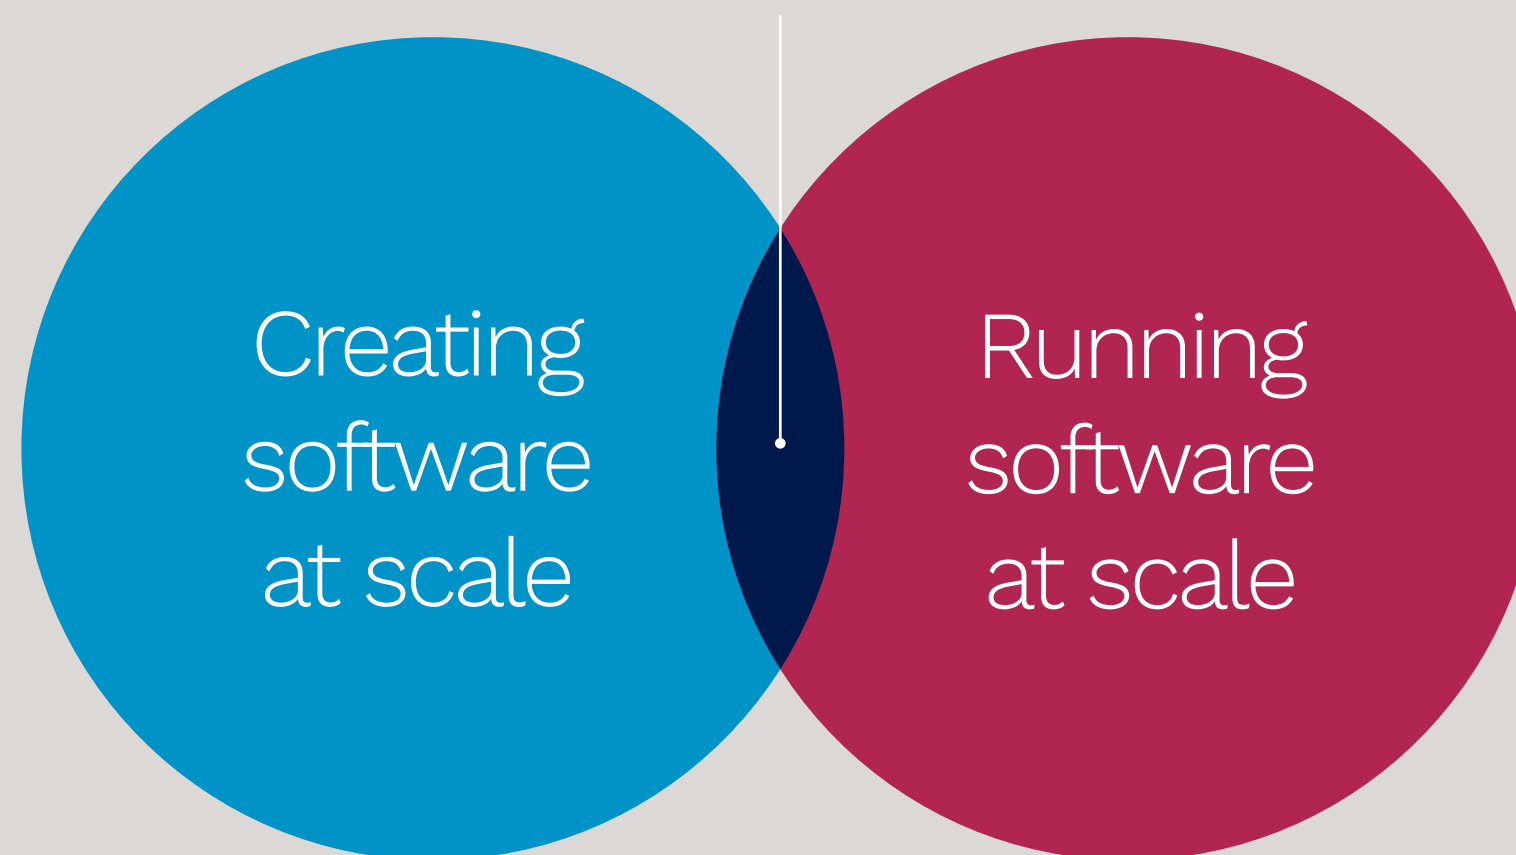 Creating
software
at scale
Running
software
at scale